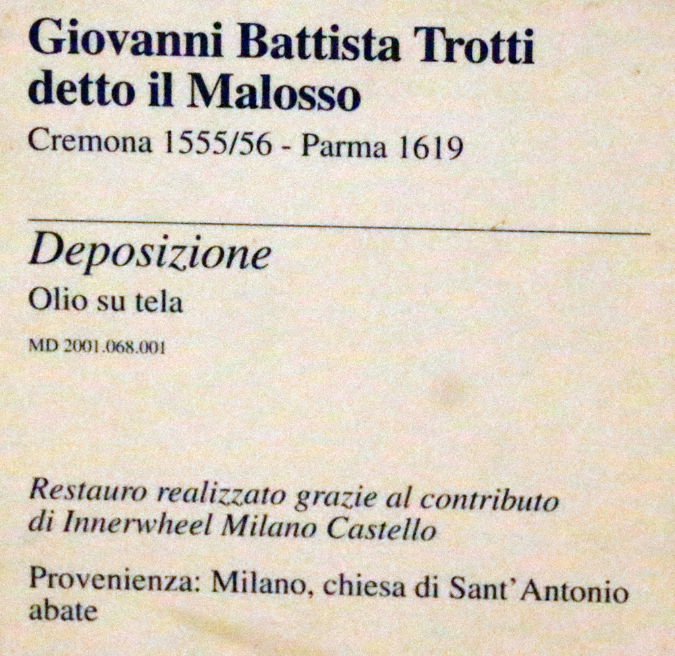 Giovanni Battista Trotti
detto il Malosso
Cremona 1555/56 - Parma 1619
Deposizione
Olio su tela
MD 2001.068.001
Restauro realizzato grazie al contributo
di Innerwheel Milano Castello
Provenienza: Milano, chiesa di Sant'Antonio
abate